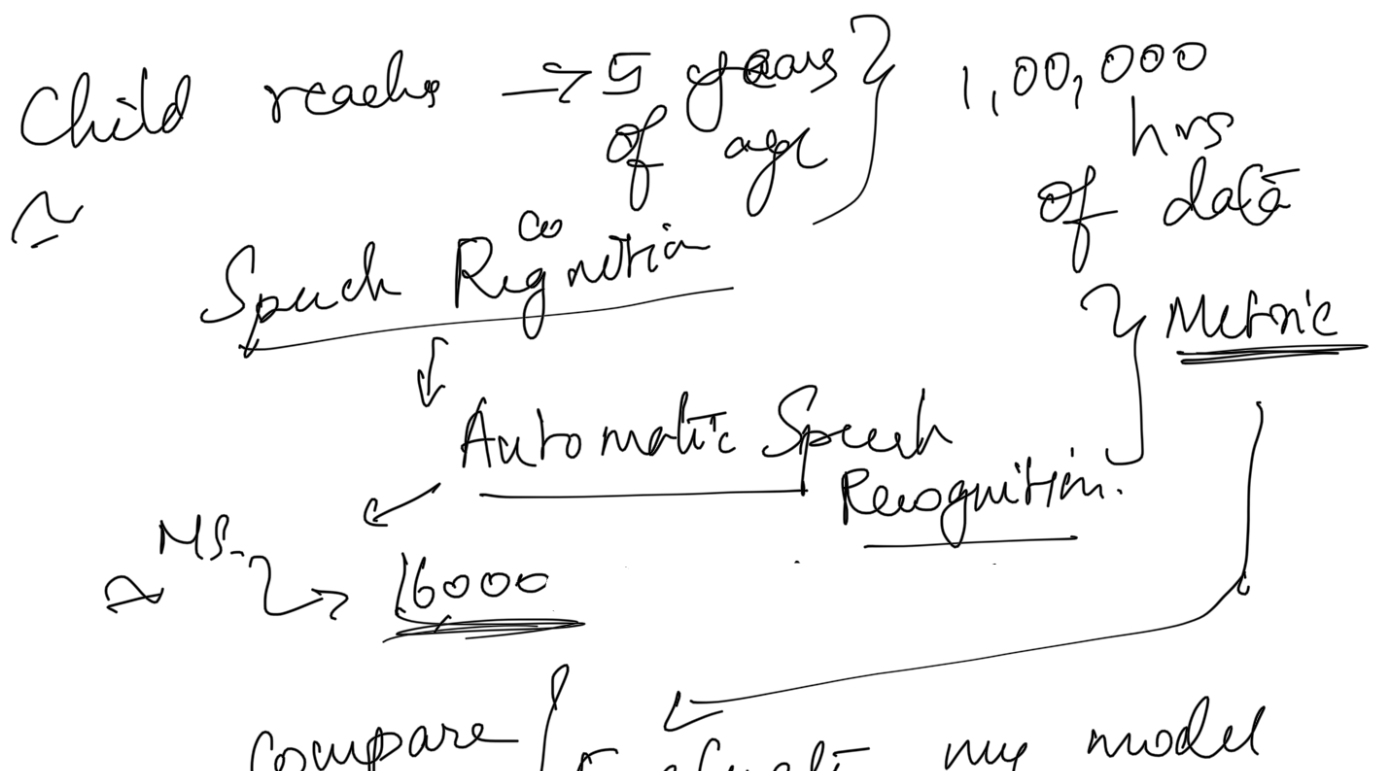 Child reaches → 5 years } 1,00,000
of age hrs
≃ of data
Speech Recognition
} Metric
↓
Automatic Speech
Recognition.
MS.
≃ → 16000
compare / my model